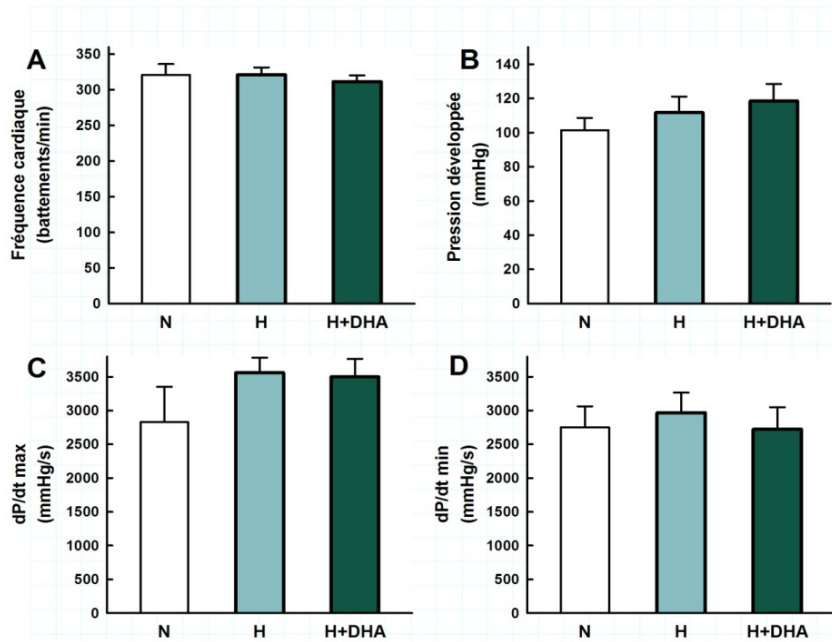 A
Fréquence cardiaque
(battements/min)
350
300
250
200
150
100
50
0
N H H+DHA
B
Pression développée
(mmHg)
140
120
100
80
60
40
20
0
N H H+DHA
C
dP/dt max
(mmHg/s)
3500
3000
2500
2000
1500
1000
500
0
N H H+DHA
D
dP/dt min
(mmHg/s)
3500
3000
2500
2000
1500
1000
500
0
N H H+DHA